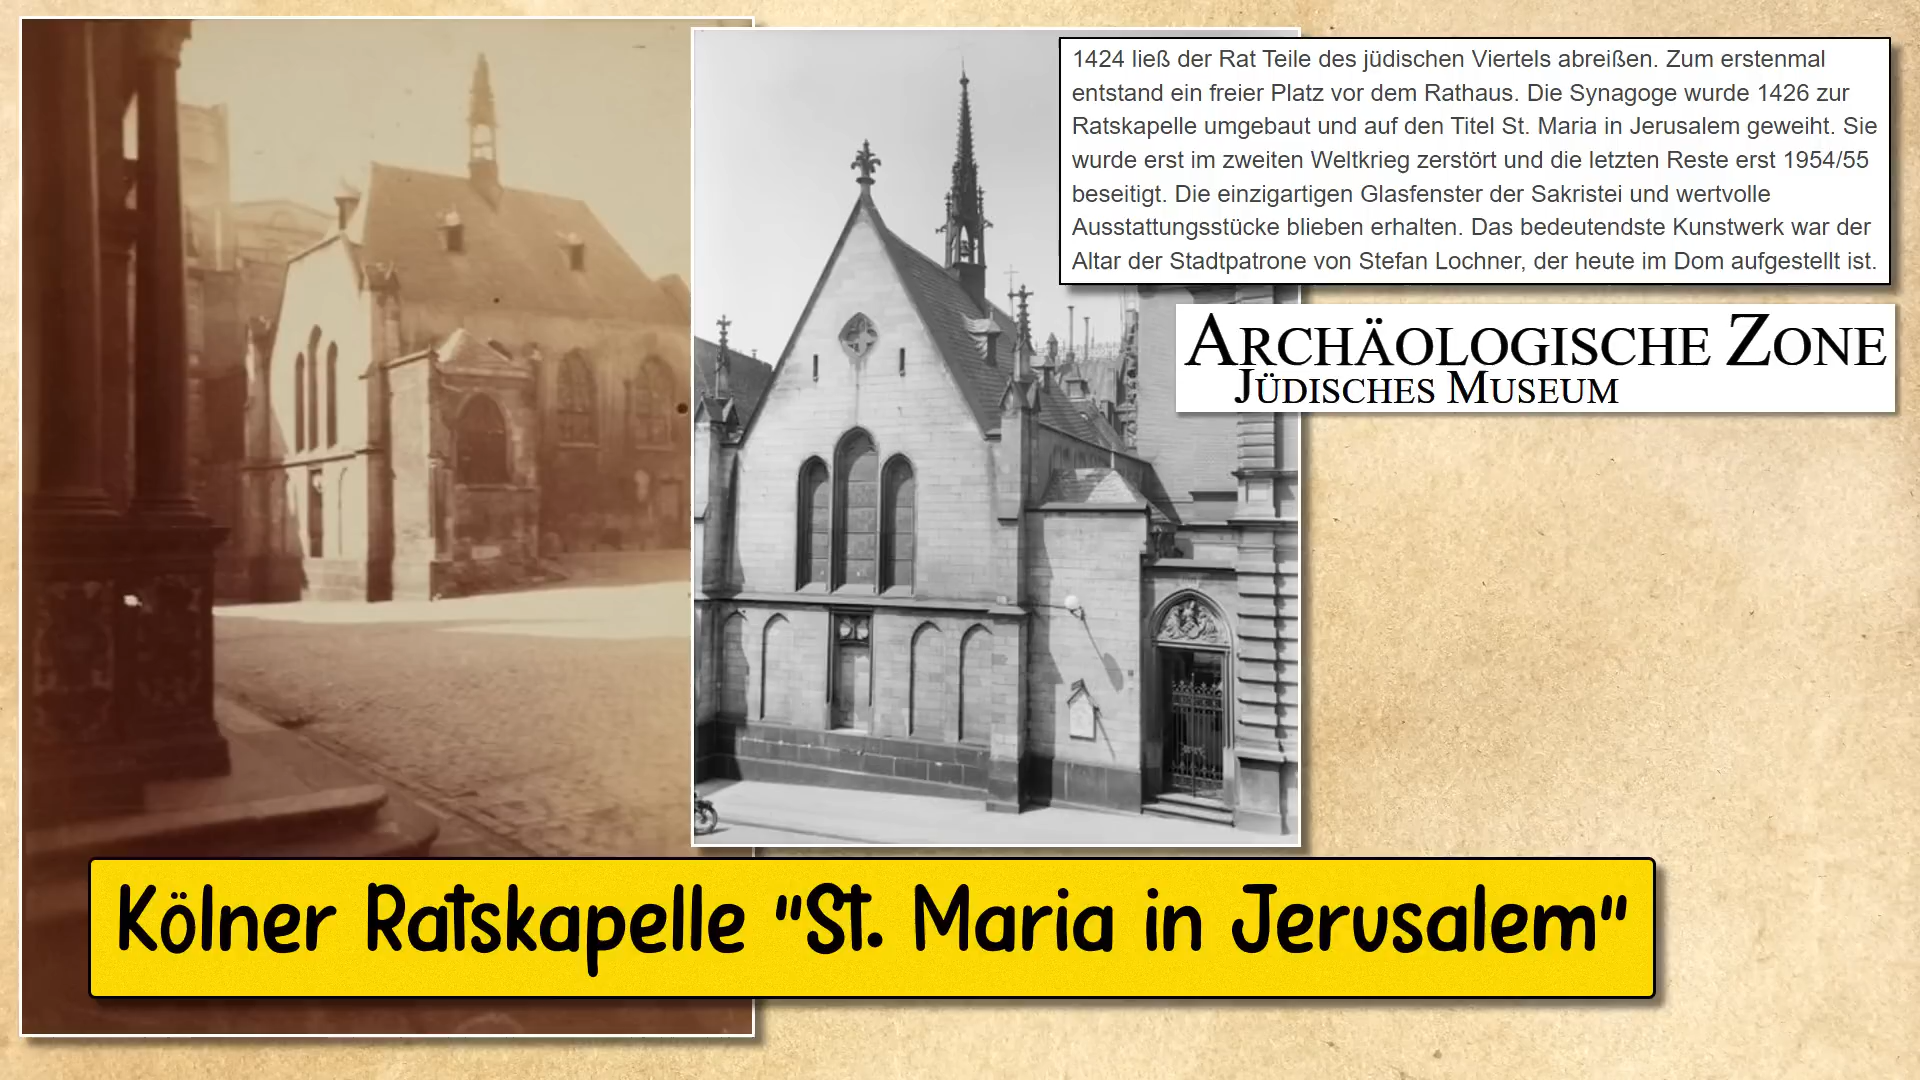 1424 ließ der Rat Teile des jüdischen Viertels abreißen. Zum erstenmal
entstand ein freier Platz vor dem Rathaus. Die Synagoge wurde 1426 zur
Ratskapelle umgebaut und auf den Titel St. Maria in Jerusalem geweiht. Sie
wurde erst im zweiten Weltkrieg zerstört und die letzten Reste erst 1954/55
beseitigt. Die einzigartigen Glasfenster der Sakristei und wertvolle
Ausstattungsstücke blieben erhalten. Das bedeutendste Kunstwerk war der
Altar der Stadtpatrone von Stefan Lochner, der heute im Dom aufgestellt ist.
ARCHÄOLOGISCHE ZONE
JÜDISCHES MUSEUM
Kölner Ratskapelle "St. Maria in Jerusalem"